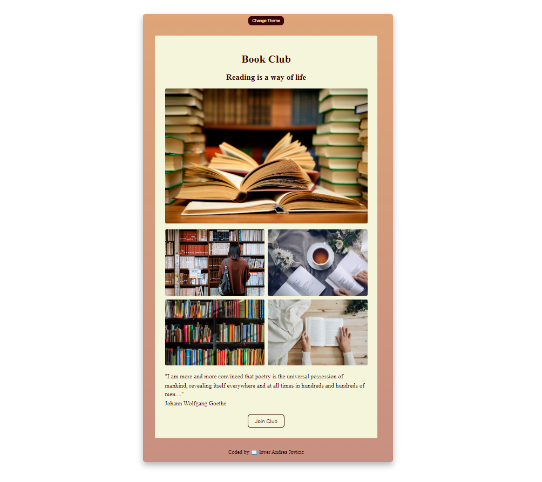 Change Theme
Book Club
Reading is a way of life
"I am more and more convinced that poetry is the universal possession of
mankind, revealing itself everywhere and at all times in hundreds and hundreds of
men...."
Johann Wolfgang Goethe
Join Club
Coded by Andrea